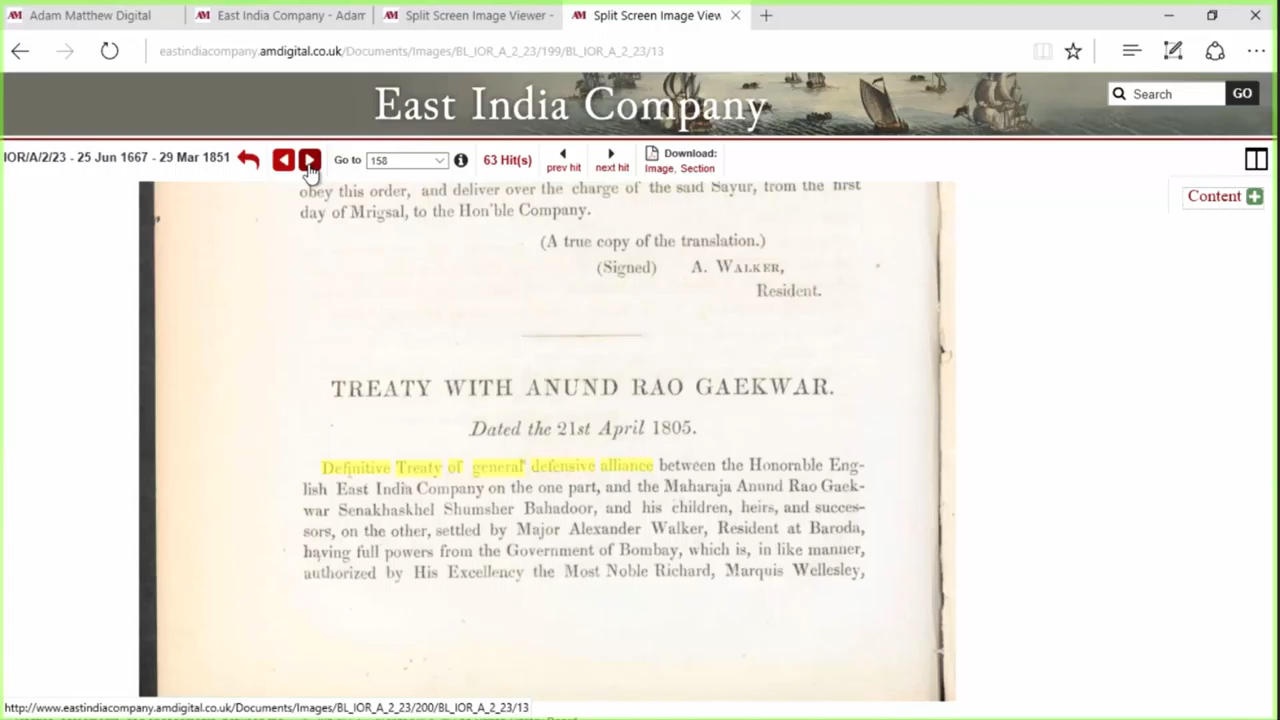 Adam Matthew Digital
East India Company - Adam
Split Screen Image Viewer -
Split Screen Image View
eastindiacompany.amdigital.co.uk/Documents/Images/BL_IOR_A_2_23/199/BL_IOR_A_2_23/13
East India Company
Search GO
IOR/A/2/23 - 25 Jun 1667 - 29 Mar 1851
Go to 158
63 Hit(s)
prev hit
next hit
Download:
Image, Section
Content
obey this order, and deliver over the charge of the said Sayur, from the first
day of Mrigsal, to the Hon'ble Company.
(A true copy of the translation.)
(Signed) A. WALKER,
Resident.
TREATY WITH ANUND RAO GAEKWAR.
Dated the 21st April 1805.
Definitive Treaty of general defensive alliance between the Honorable Eng-
lish East India Company on the one part, and the Maharaja Anund Rao Gaek-
war Senakhaskhel Shumsher Bahadoor, and his children, heirs, and succes-
sors, on the other, settled by Major Alexander Walker, Resident at Baroda,
having full powers from the Government of Bombay, which is, in like manner,
authorized by His Excellency the Most Noble Richard, Marquis Wellesley,
http://www.eastindiacompany.amdigital.co.uk/Documents/Images/BL_IOR_A_2_23/200/BL_IOR_A_2_23/13